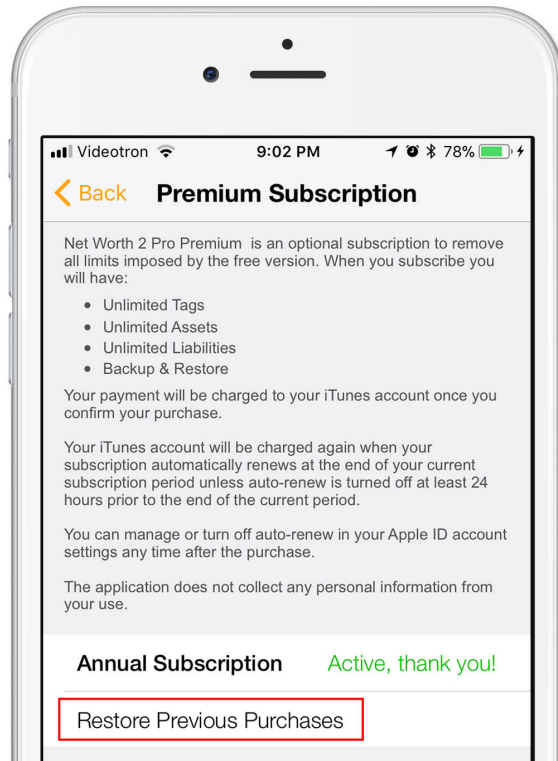 Videotron 9:02 PM 78%
Back Premium Subscription
Net Worth 2 Pro Premium is an optional subscription to remove
all limits imposed by the free version. When you subscribe you
will have:
• Unlimited Tags
• Unlimited Assets
• Unlimited Liabilities
• Backup & Restore
Your payment will be charged to your iTunes account once you
confirm your purchase.
Your iTunes account will be charged again when your
subscription automatically renews at the end of your current
subscription period unless auto-renew is turned off at least 24
hours prior to the end of the current period.
You can manage or turn off auto-renew in your Apple ID account
settings any time after the purchase.
The application does not collect any personal information from
your use.
Annual Subscription Active, thank you!
Restore Previous Purchases